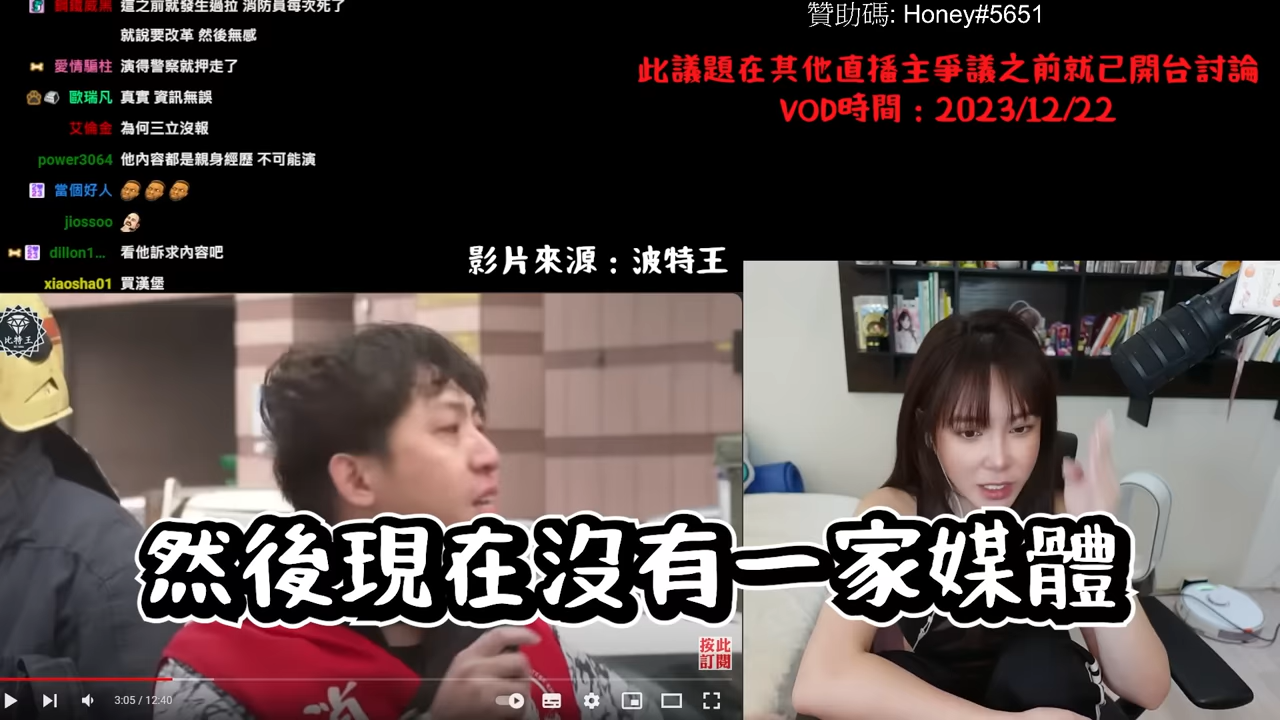 這之前就發生過拉 消防員每次死了
就說要改革 然後無感
愛情騙柱 演得警察就押走了
歐瑞凡 真實 資訊無誤
艾倫金 為何三立沒報
power3064 他內容都是親身經歷 不可能演
當個好人
jiossoo
dillon1… 看他訴求內容吧
xiaosha01 買漢堡
贊助碼: Honey#5651
此議題在其他直播主爭議之前就已開台討論
VOD時間：2023/12/22
影片來源：波特王
然後現在沒有一家媒體
按此
訂閱
3:05 / 12:40